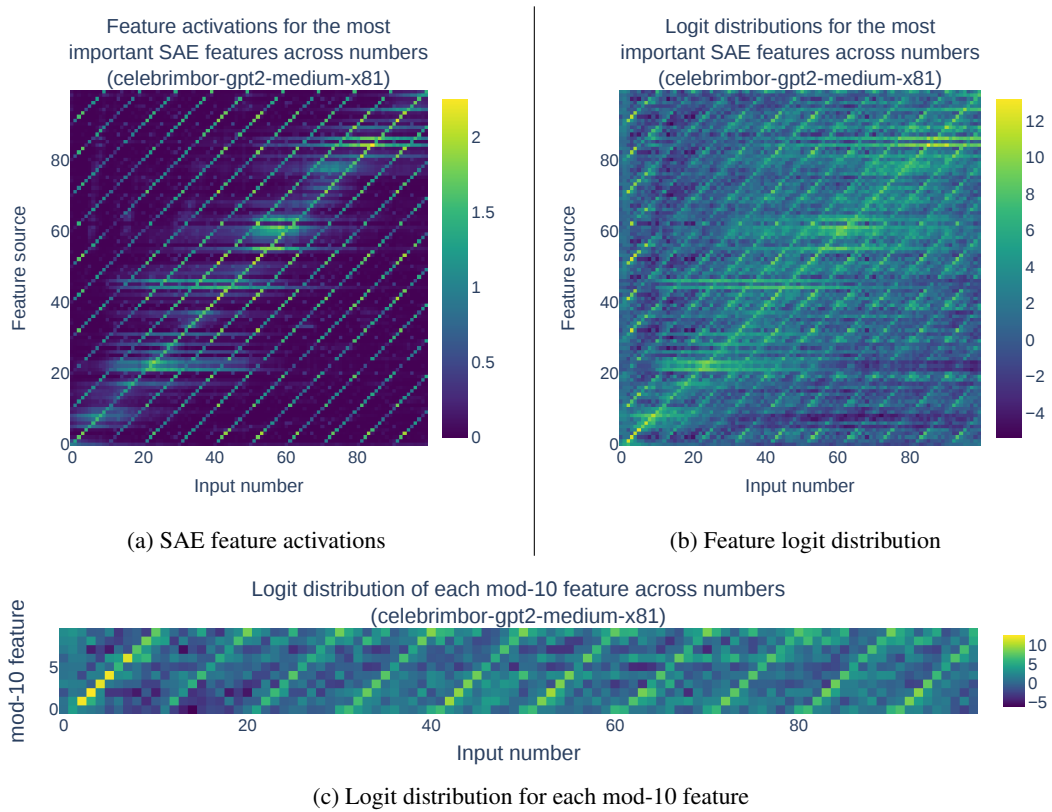 Feature activations for the most
important SAE features across numbers
(celebrimbor-gpt2-medium-x81)
Feature source
80
60
40
20
0
0
20
40
60
80
Input number
2
1.5
1
0.5
0
(a) SAE feature activations
Logit distributions for the most
important SAE features across numbers
(celebrimbor-gpt2-medium-x81)
Feature source
80
60
40
20
0
0
20
40
60
80
Input number
12
10
8
6
4
2
0
−2
−4
(b) Feature logit distribution
Logit distribution of each mod-10 feature across numbers
(celebrimbor-gpt2-medium-x81)
mod-10 feature
5
0
0
20
40
60
80
Input number
10
5
0
−5
(c) Logit distribution for each mod-10 feature